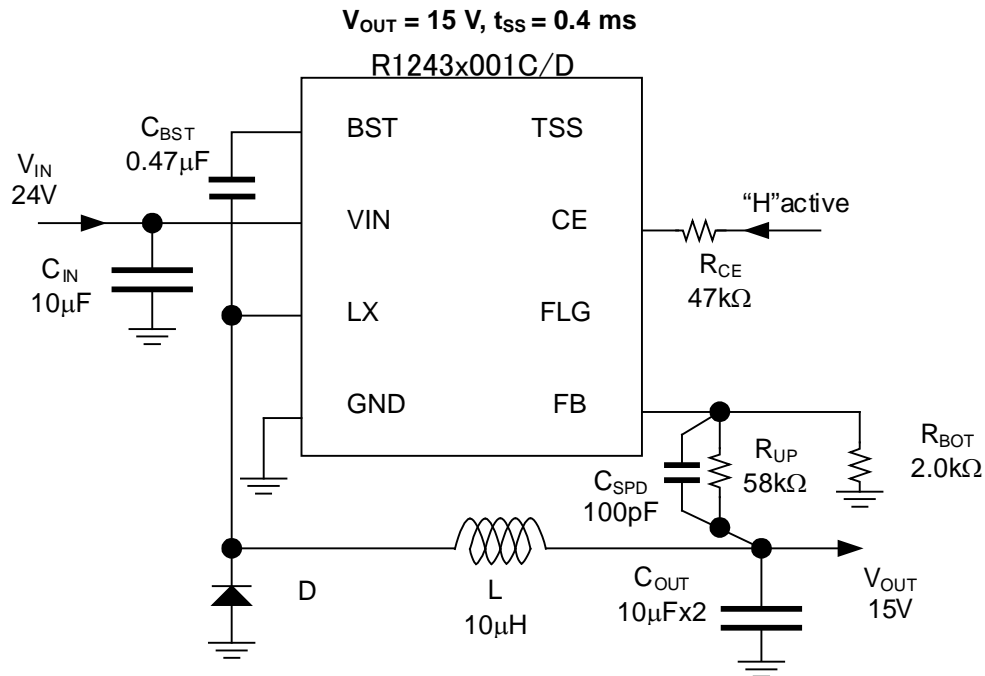 VOUT = 15 V, tSS = 0.4 ms
R1243x001C/D
BST
TSS
CBST
0.47μF
VIN
24V
VIN
CE
"H"active
RCE
47kΩ
CIN
10μF
LX
FLG
GND
FB
RBOT
2.0kΩ
RUP
58kΩ
CSPD
100pF
D
L
10μH
COUT
10μFx2
VOUT
15V